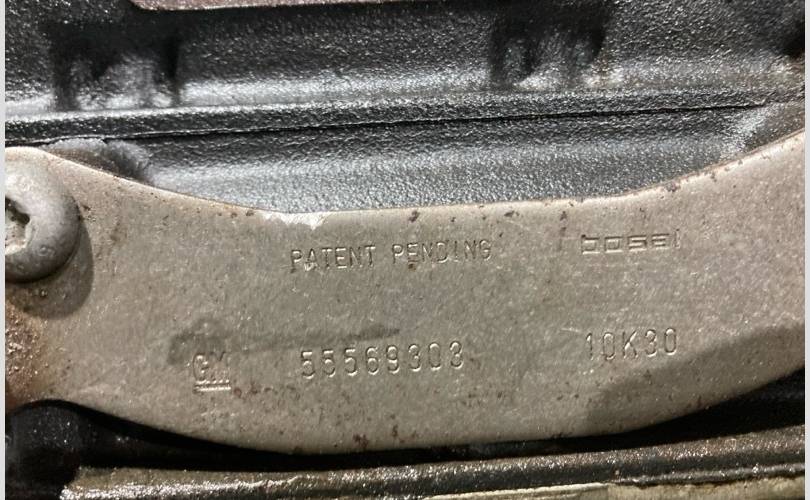 PATENT PENDING bosal
GM 55569303 10K30